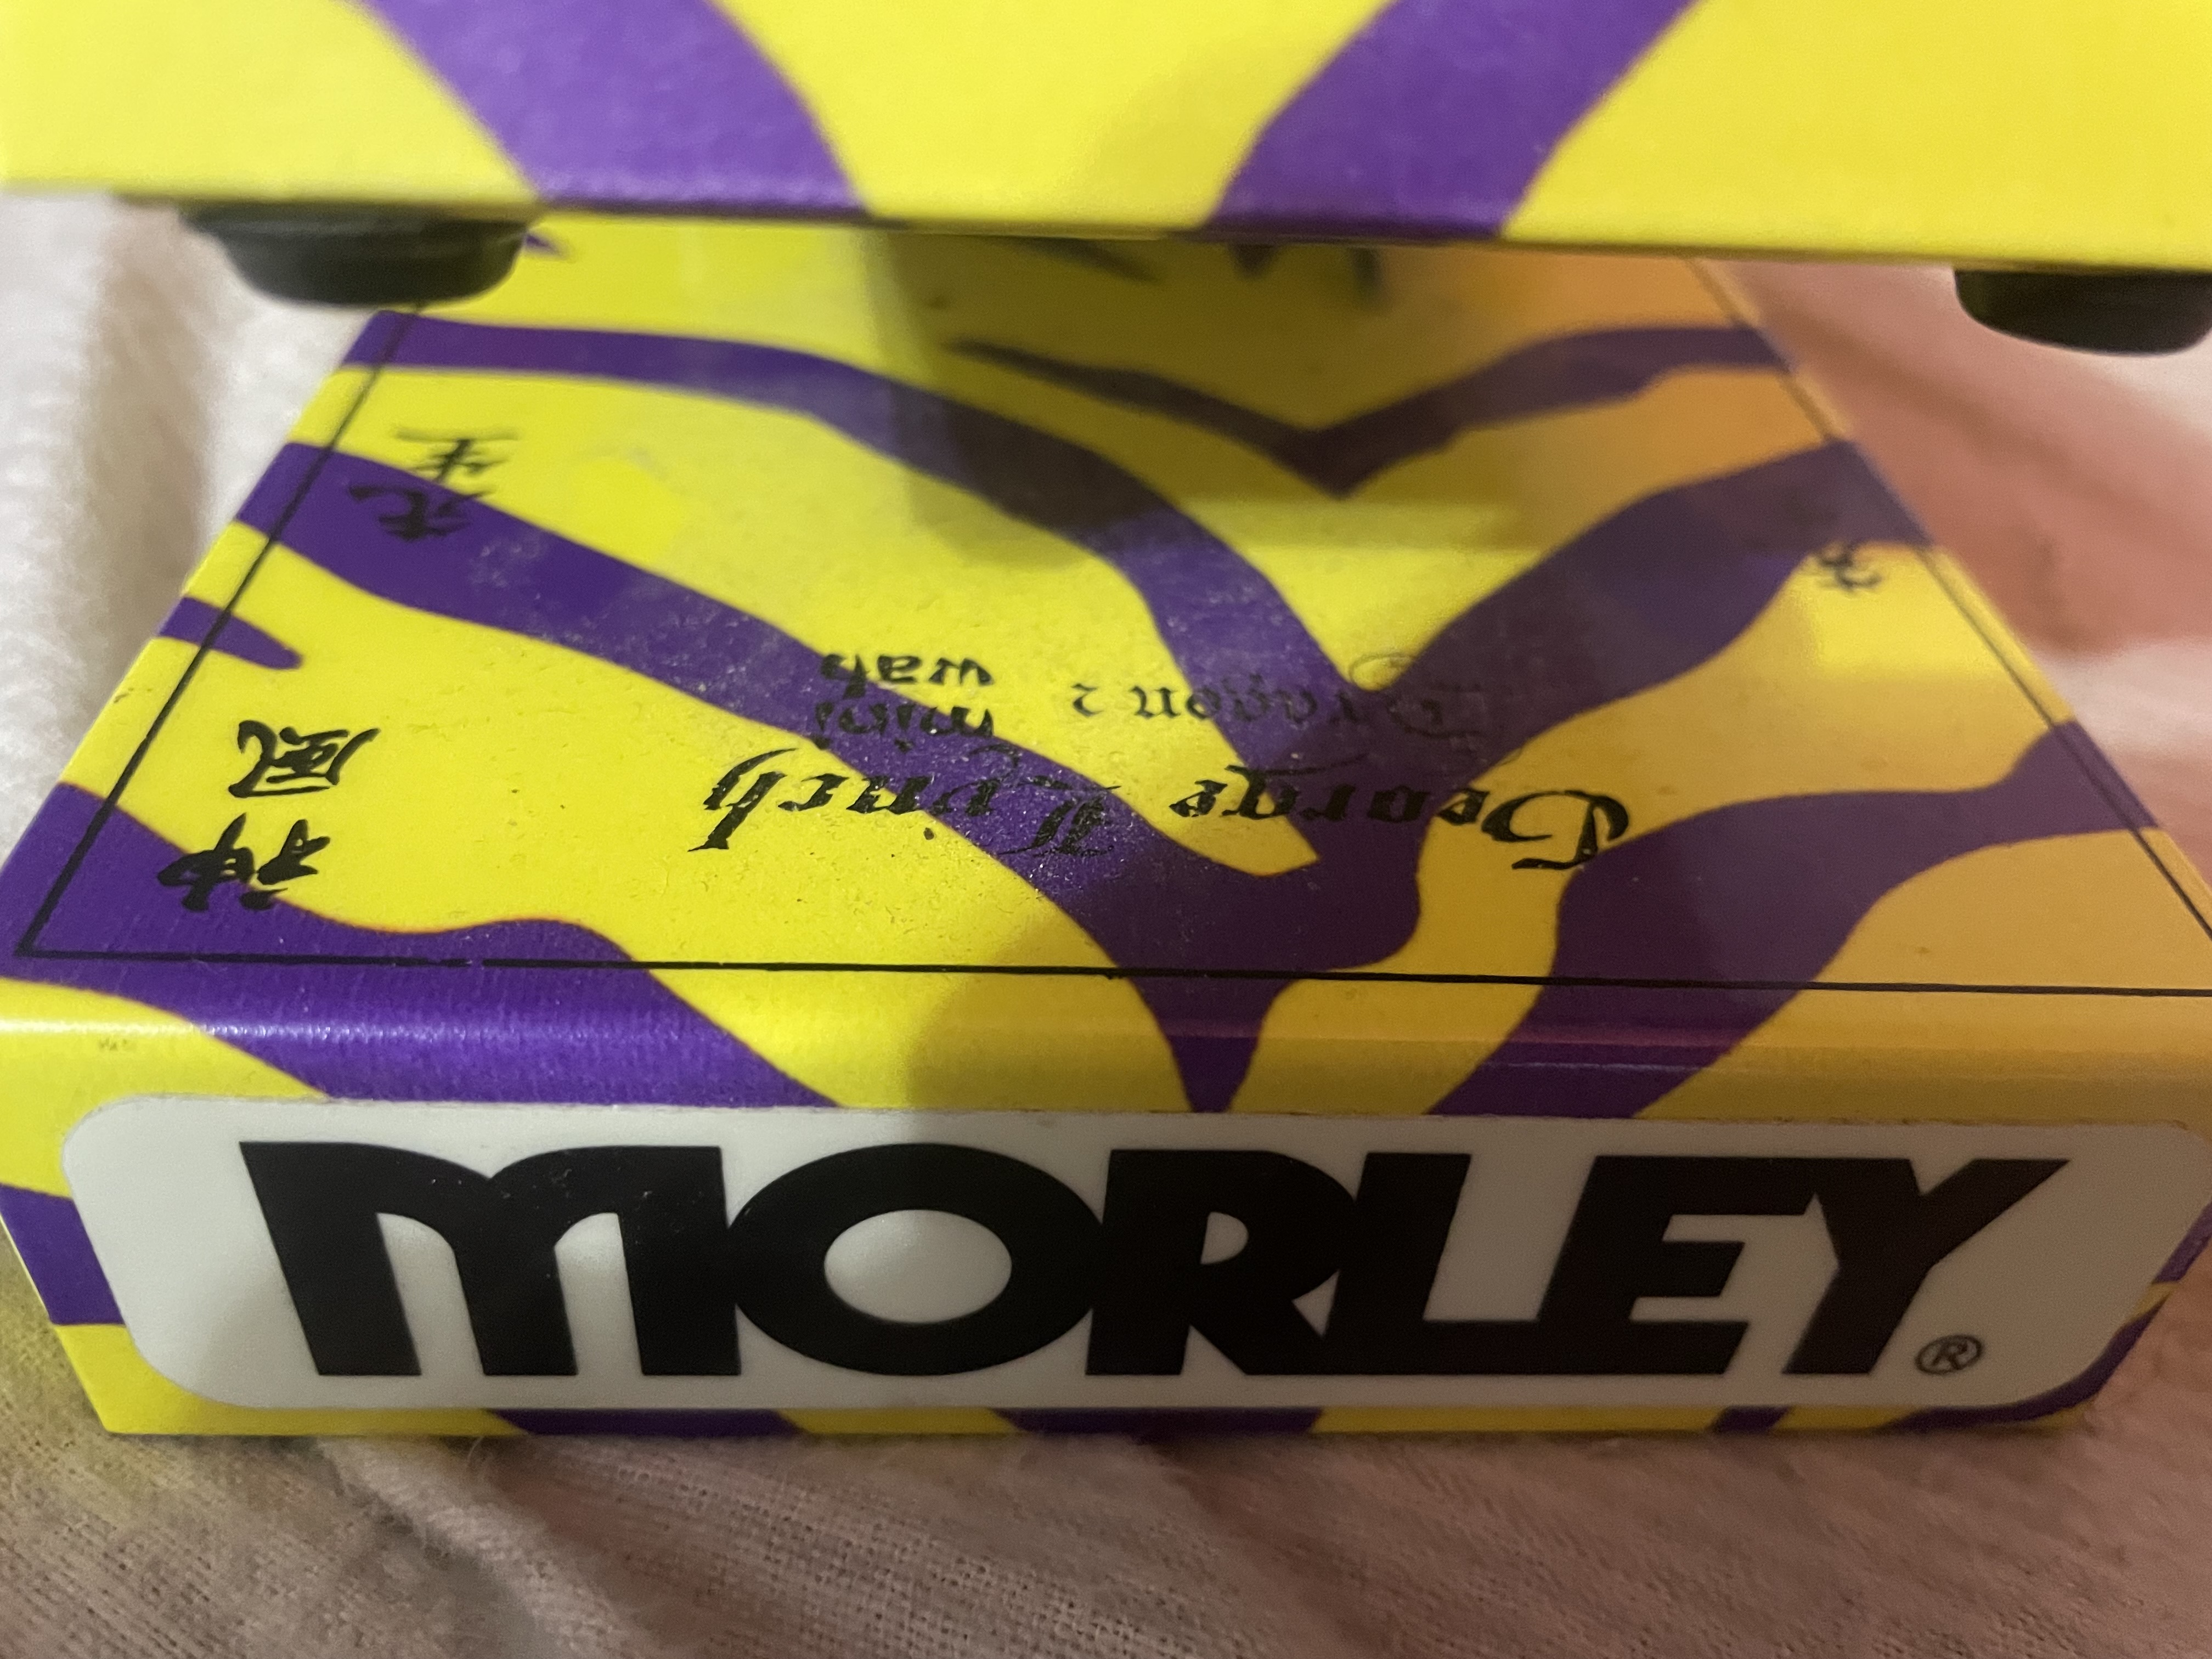 George Lynch
Dragon 2
mini
wah
神風
MORLEY®